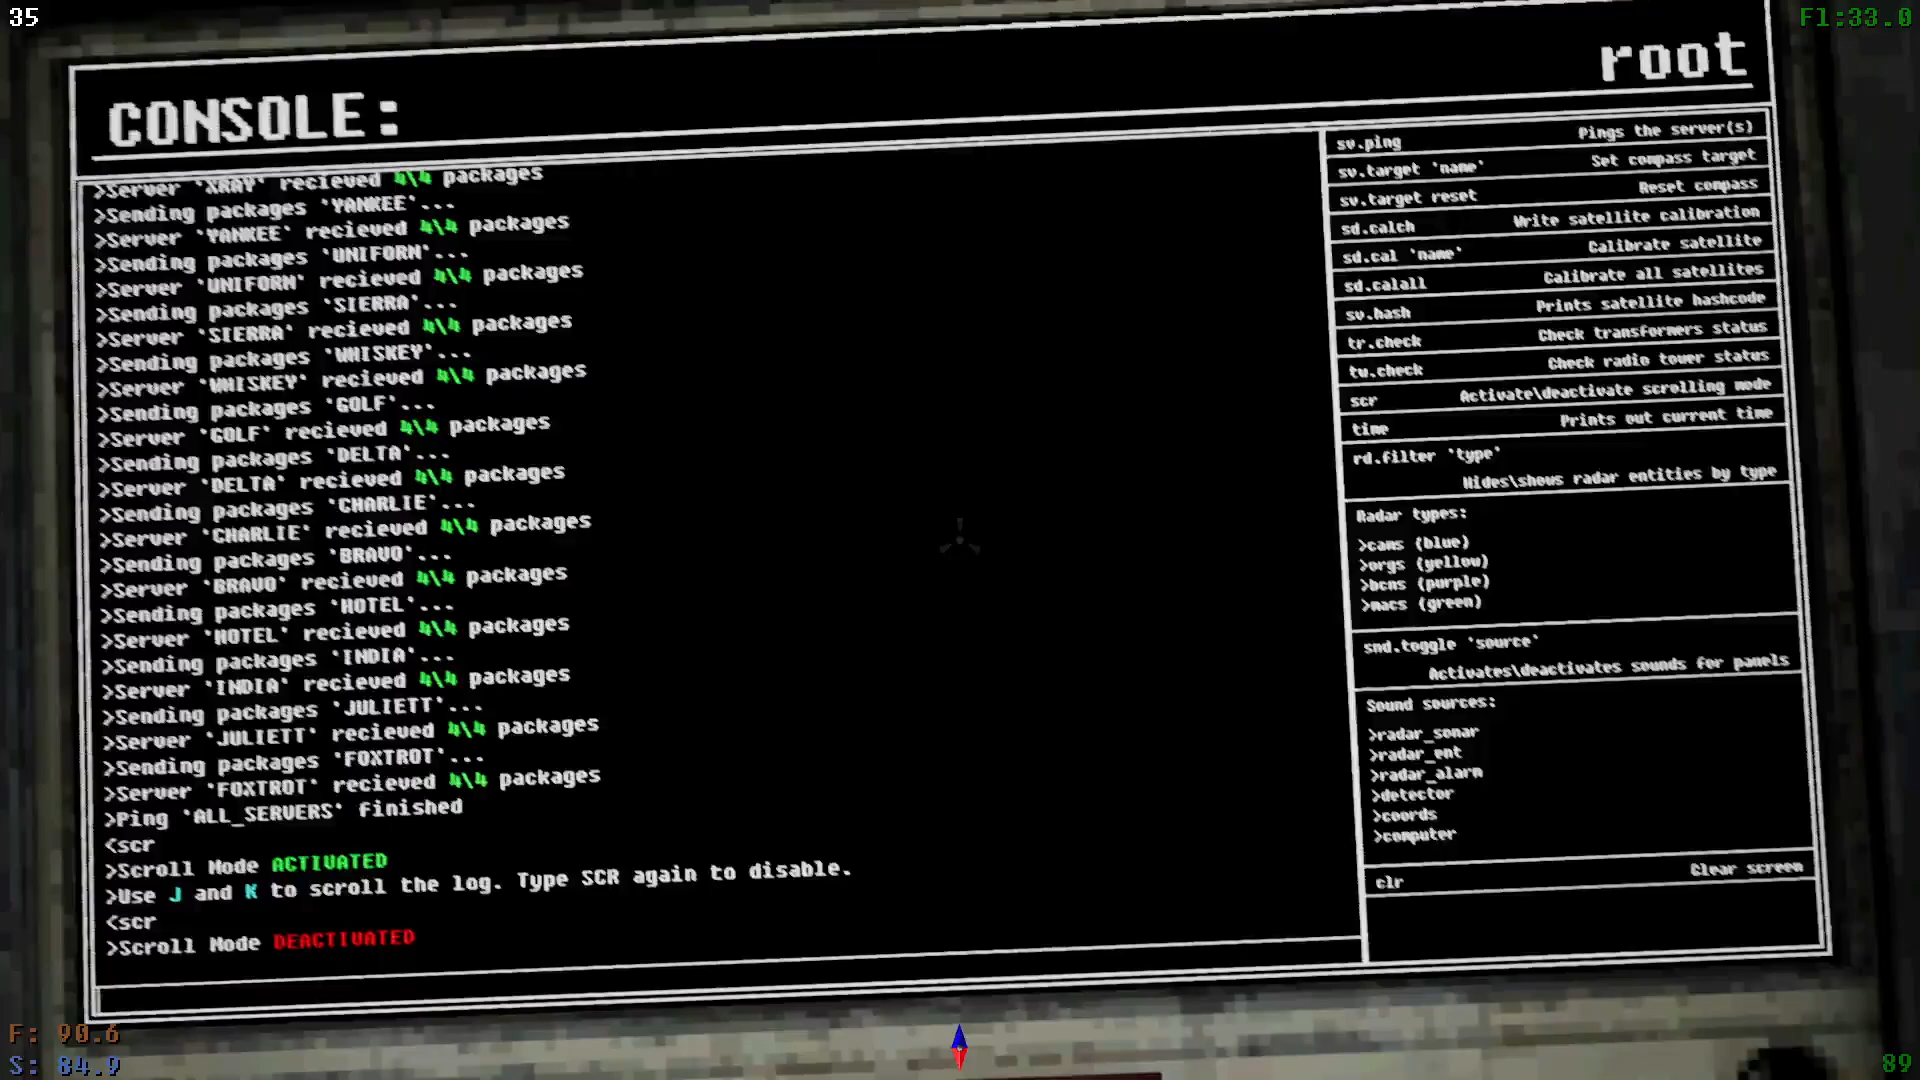 35
F1:33.0
root
CONSOLE:
>Server 'XRAY' recieved 4\4 packages
>Sending packages 'YANKEE'...
>Server 'YANKEE' recieved 4\4 packages
>Sending packages 'UNIFORM'...
>Server 'UNIFORM' recieved 4\4 packages
>Sending packages 'SIERRA'...
>Server 'SIERRA' recieved 4\4 packages
>Sending packages 'WHISKEY'...
>Server 'WHISKEY' recieved 4\4 packages
>Sending packages 'GOLF'...
>Server 'GOLF' recieved 4\4 packages
>Sending packages 'DELTA'...
>Server 'DELTA' recieved 4\4 packages
>Sending packages 'CHARLIE'...
>Server 'CHARLIE' recieved 4\4 packages
>Sending packages 'BRAVO'...
>Server 'BRAVO' recieved 4\4 packages
>Sending packages 'HOTEL'...
>Server 'HOTEL' recieved 4\4 packages
>Sending packages 'INDIA'...
>Server 'INDIA' recieved 4\4 packages
>Sending packages 'JULIETT'...
>Server 'JULIETT' recieved 4\4 packages
>Sending packages 'FOXTROT'...
>Server 'FOXTROT' recieved 4\4 packages
>Ping 'ALL_SERVERS' finished
<scr
>Scroll Mode ACTIVATED
>Use J and K to scroll the log. Type SCR again to disable.
<scr
>Scroll Mode DEACTIVATED
sv.ping Pings the server(s)
sv.target 'name' Set compass target
sv.target reset Reset compass
sd.calch Write satellite calibration
sd.cal 'name' Calibrate satellite
sd.calall Calibrate all satellites
sv.hash Prints satellite hashcode
tr.check Check transformers status
tw.check Check radio tower status
scr Activate\deactivate scrolling mode
time Prints out current time
rd.filter 'type'
Hides\shows radar entities by type
Radar types:
>cams (blue)
>orgs (yellow)
>bcns (purple)
>macs (green)
snd.toggle 'source'
Activates\deactivates sounds for panels
Sound sources:
>radar_sonar
>radar_ent
>radar_alarm
>detector
>coords
>computer
clr Clear screen
F: 90.6
S: 84.9
89